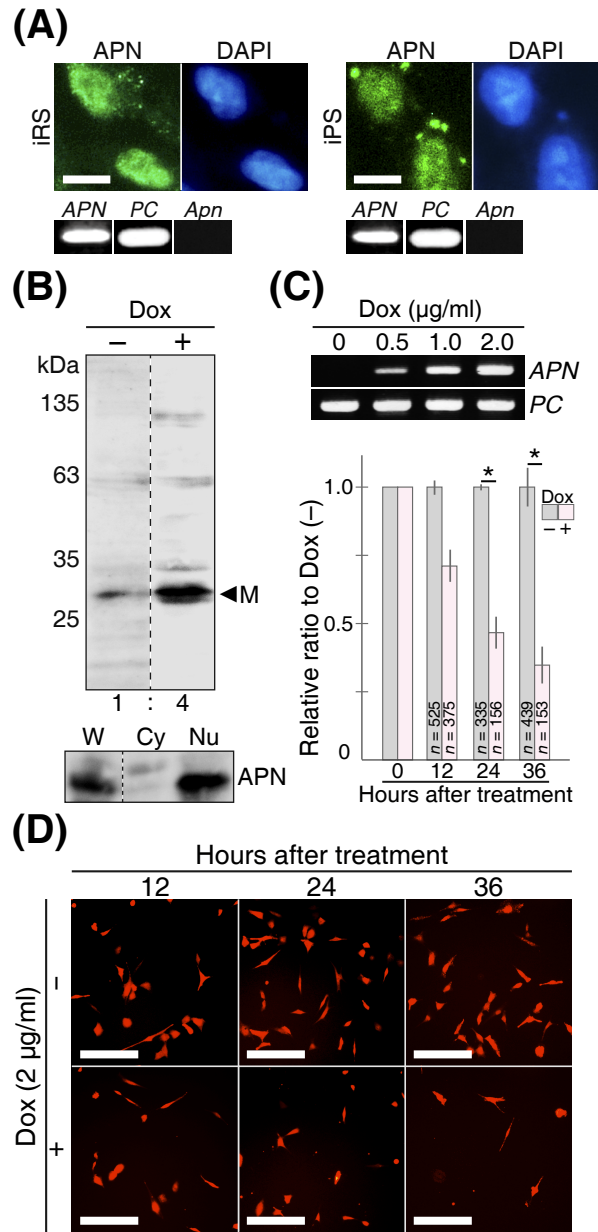 (A)
APN DAPI APN DAPI
iRS iPS
APN PC Apn APN PC Apn
(B)
Dox
− +
kDa
135
63
35
25
M
1 : 4
W Cy Nu
APN
(C)
Dox (µg/ml)
0 0.5 1.0 2.0
APN
PC
Relative ratio to Dox (−)
1.0
0.5
0
* *
Dox
− +
n = 525
n = 375
n = 335
n = 156
n = 439
n = 153
0 12 24 36
Hours after treatment
(D)
Hours after treatment
12 24 36
Dox (2 µg/ml)
−
+